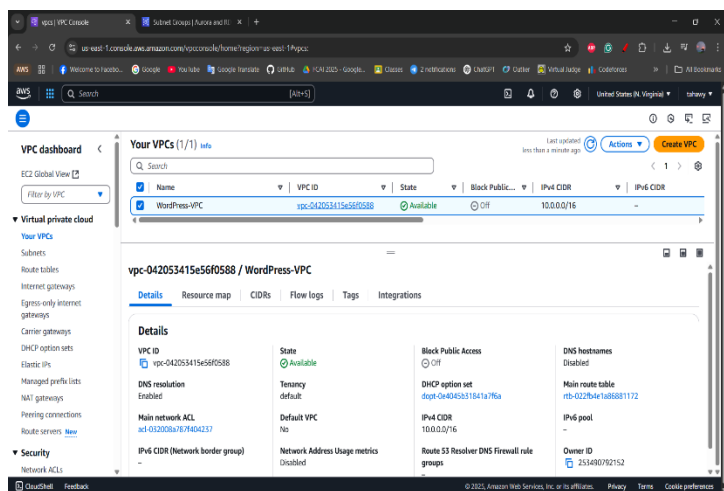 vpcs | VPC Console
Subnet Groups | Aurora and R
us-east-1.console.aws.amazon.com/vpcconsole/home?region=us-east-1#vpcs:
AWS
Welcome to Facebo...
Google
YouTube
Google Translate
GitHub
FCAI 2025 - Google...
Classes
2 notifications
ChatGPT
Clutter
Virtual Judge
Codeforces
All Bookmarks
aws
Search
[Alt+S]
United States (N. Virginia)
tahawy
VPC dashboard
EC2 Global View
Filter by VPC
Virtual private cloud
Your VPCs
Subnets
Route tables
Internet gateways
Egress-only internet
gateways
Carrier gateways
DHCP option sets
Elastic IPs
Managed prefix lists
NAT gateways
Peering connections
Route servers New
Security
Network ACLs
Your VPCs (1/1) Info
Last updated
less than a minute ago
Actions
Create VPC
Search
1
Name
VPC ID
State
Block Public...
IPv4 CIDR
IPv6 CIDR
WordPress-VPC
vpc-042053415e56f0588
Available
Off
10.0.0.0/16
–
vpc-042053415e56f0588 / WordPress-VPC
Details
Resource map
CIDRs
Flow logs
Tags
Integrations
Details
VPC ID
vpc-042053415e56f0588
State
Available
Block Public Access
Off
DNS hostnames
Disabled
DNS resolution
Enabled
Tenancy
default
DHCP option set
dopt-0e4045b31841a7f6a
Main route table
rtb-022fb4e1a86881172
Main network ACL
acl-032008a787f404237
Default VPC
No
IPv4 CIDR
10.0.0.0/16
IPv6 pool
–
IPv6 CIDR (Network border group)
–
Network Address Usage metrics
Disabled
Route 53 Resolver DNS Firewall rule
groups
–
Owner ID
253490792152
CloudShell
Feedback
© 2025, Amazon Web Services, Inc. or its affiliates.
Privacy
Terms
Cookie preferences